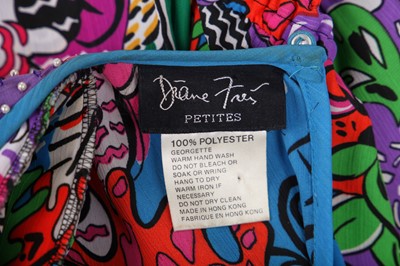 Diane Freś
PETITES
100% POLYESTER
GEORGETTE
WARM HAND WASH
DO NOT BLEACH OR
SOAK OR WRING
HANG TO DRY
WARM IRON IF
NECESSARY
DO NOT DRY CLEAN
MADE IN HONG KONG
FABRIQUE EN HONG KONG